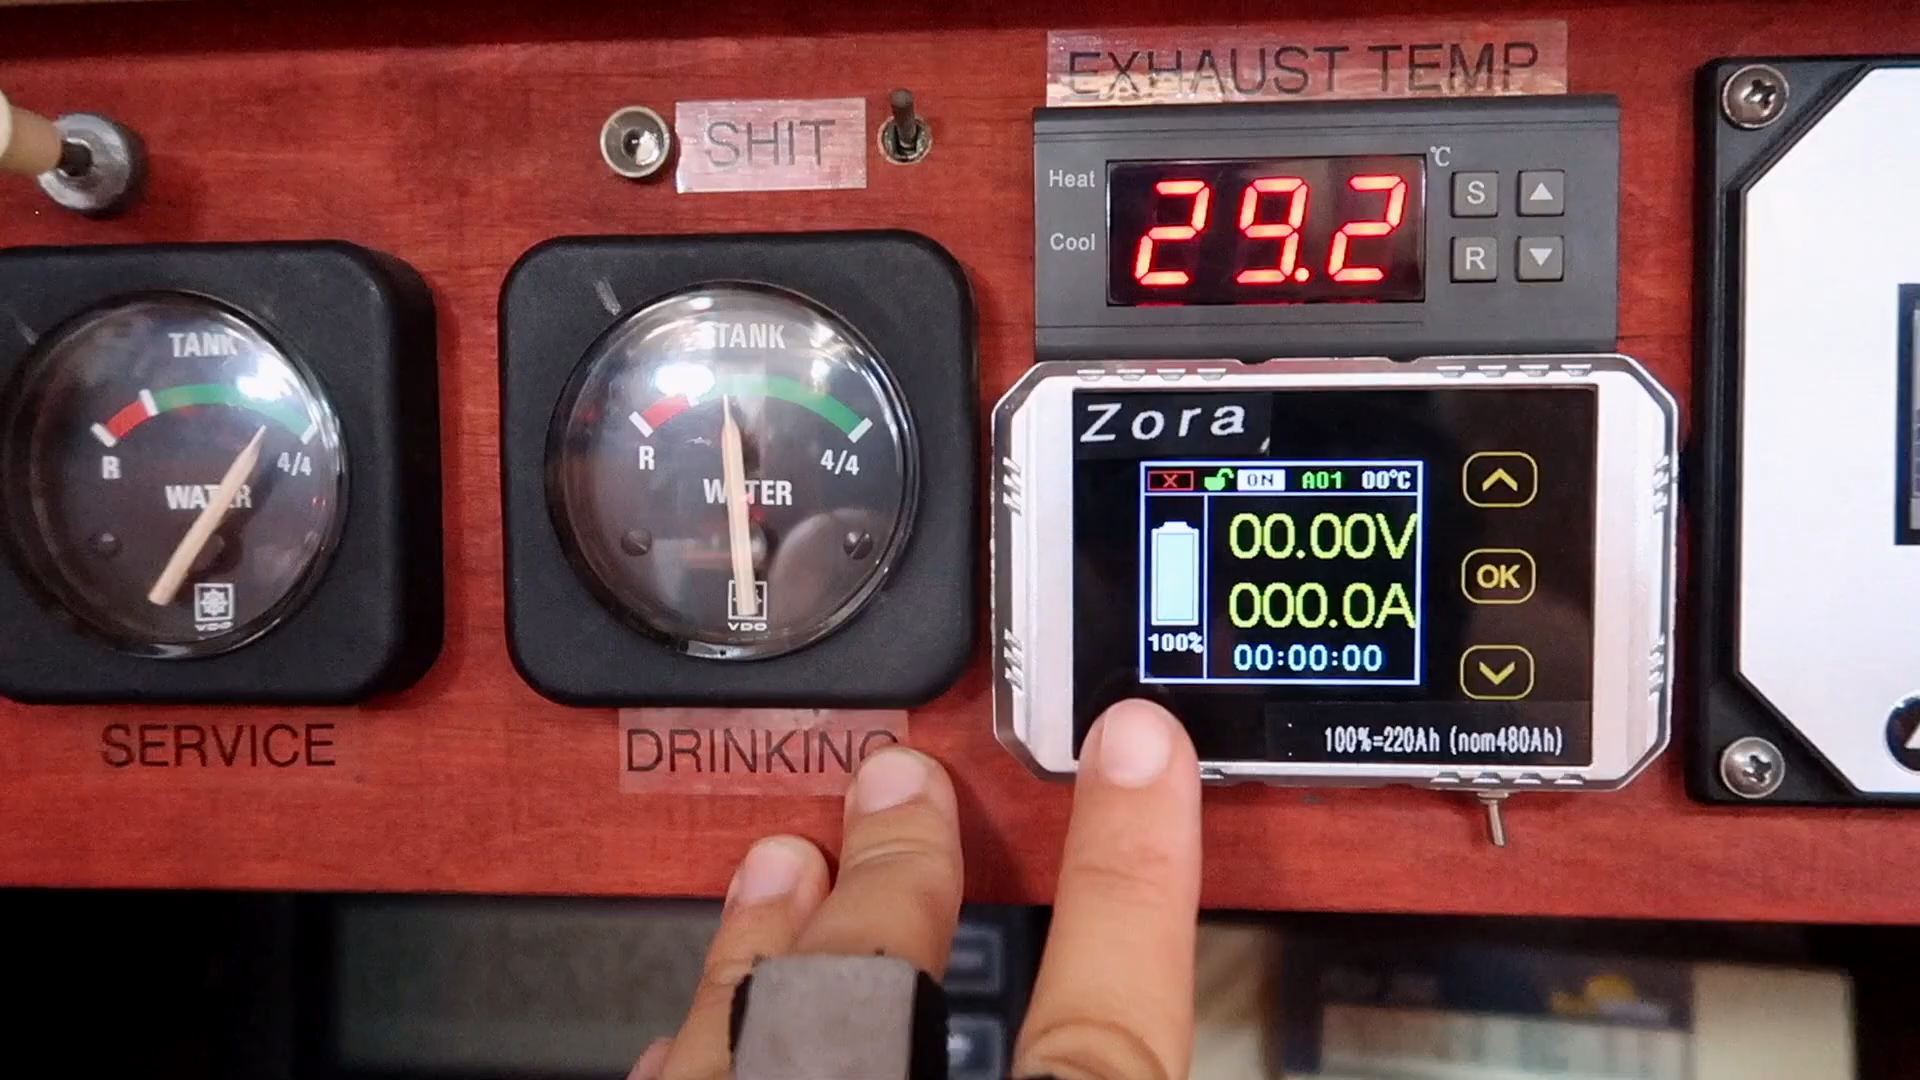 EXHAUST TEMP
SHIT
Heat
Cool
29.2
°C
S
R
TANK
R
4/4
WATER
VDO
SERVICE
TANK
R
4/4
WATER
VDO
DRINKING
Zora
X
ON
A01
00°C
00.00V
000.0A
100%
00:00:00
OK
100%=220Ah (nom480Ah)